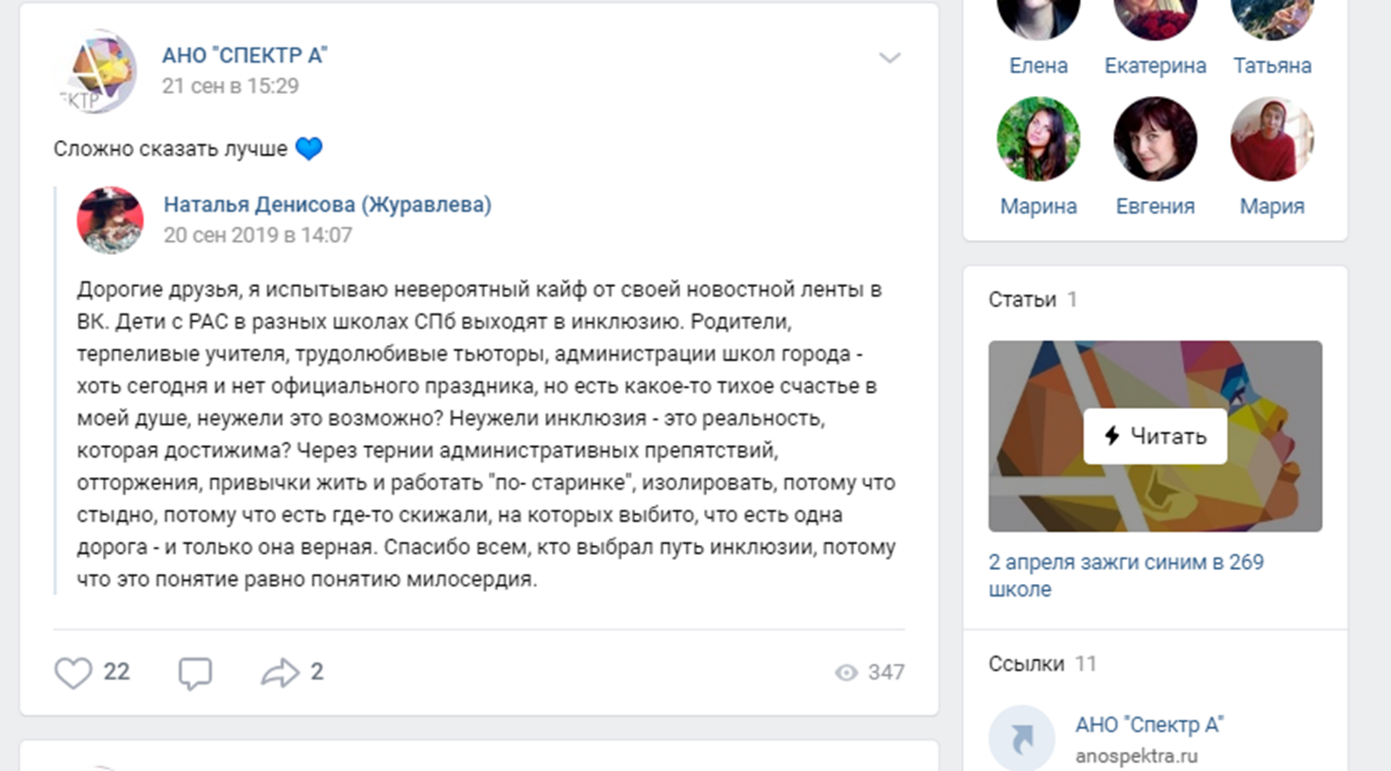 АНО "СПЕКТР А"
21 сен в 15:29
КТР
Сложно сказать лучше 💙
Наталья Денисова (Журавлева)
20 сен 2019 в 14:07
Дорогие друзья, я испытываю невероятный кайф от своей новостной ленты в
ВК. Дети с РАС в разных школах СПб выходят в инклюзию. Родители,
терпеливые учителя, трудолюбивые тьюторы, администрации школ города -
хоть сегодня и нет официального праздника, но есть какое-то тихое счастье в
моей душе, неужели это возможно? Неужели инклюзия - это реальность,
которая достижима? Через тернии административных препятствий,
отторжения, привычки жить и работать "по- старинке", изолировать, потому что
стыдно, потому что есть где-то скижали, на которых выбито, что есть одна
дорога - и только она верная. Спасибо всем, кто выбрал путь инклюзии, потому
что это понятие равно понятию милосердия.
22
2
347
Елена Екатерина Татьяна
Марина Евгения Мария
Статьи 1
Читать
2 апреля зажги синим в 269
школе
Ссылки 11
АНО "Спектр А"
anospektra.ru